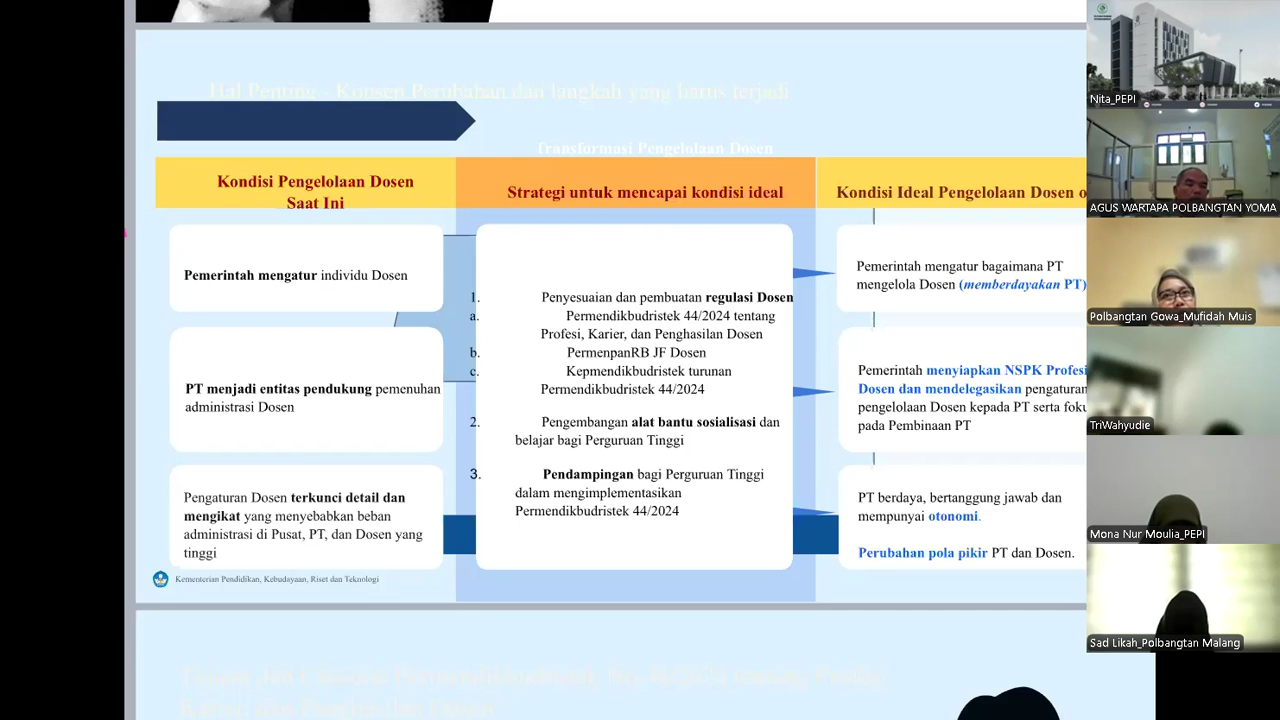 Hal Penting - Konsep Perubahan dan langkah yang harus terjadi
Transformasi Pengelolaan Dosen
Kondisi Pengelolaan Dosen
Saat Ini
Strategi untuk mencapai kondisi ideal
Kondisi Ideal Pengelolaan Dosen o
Pemerintah mengatur individu Dosen
PT menjadi entitas pendukung pemenuhan
administrasi Dosen
Pengaturan Dosen terkunci detail dan
mengikat yang menyebabkan beban
administrasi di Pusat, PT, dan Dosen yang
tinggi
1. Penyesuaian dan pembuatan regulasi Dosen
a. Permendikbudristek 44/2024 tentang
Profesi, Karier, dan Penghasilan Dosen
b. PermenpanRB JF Dosen
c. Kepmendikbudristek turunan
Permendikbudristek 44/2024
2. Pengembangan alat bantu sosialisasi dan
belajar bagi Perguruan Tinggi
3. Pendampingan bagi Perguruan Tinggi
dalam mengimplementasikan
Permendikbudristek 44/2024
Pemerintah mengatur bagaimana PT
mengelola Dosen (memberdayakan PT)
Pemerintah menyiapkan NSPK Profesi
Dosen dan mendelegasikan pengaturan
pengelolaan Dosen kepada PT serta foku
pada Pembinaan PT
PT berdaya, bertanggung jawab dan
mempunyai otonomi.
Perubahan pola pikir PT dan Dosen.
Kementerian Pendidikan, Kebudayaan, Riset dan Teknologi
Karier, dan Penghasilan Dosen
Nita_PEPI
AGUS WARTAPA POLBANGTAN YOMA
Polbangtan Gowa_Mufidah Muis
TriWahyudie
Mona Nur Moulia_PEPI
Sad Likah_Polbangtan Malang